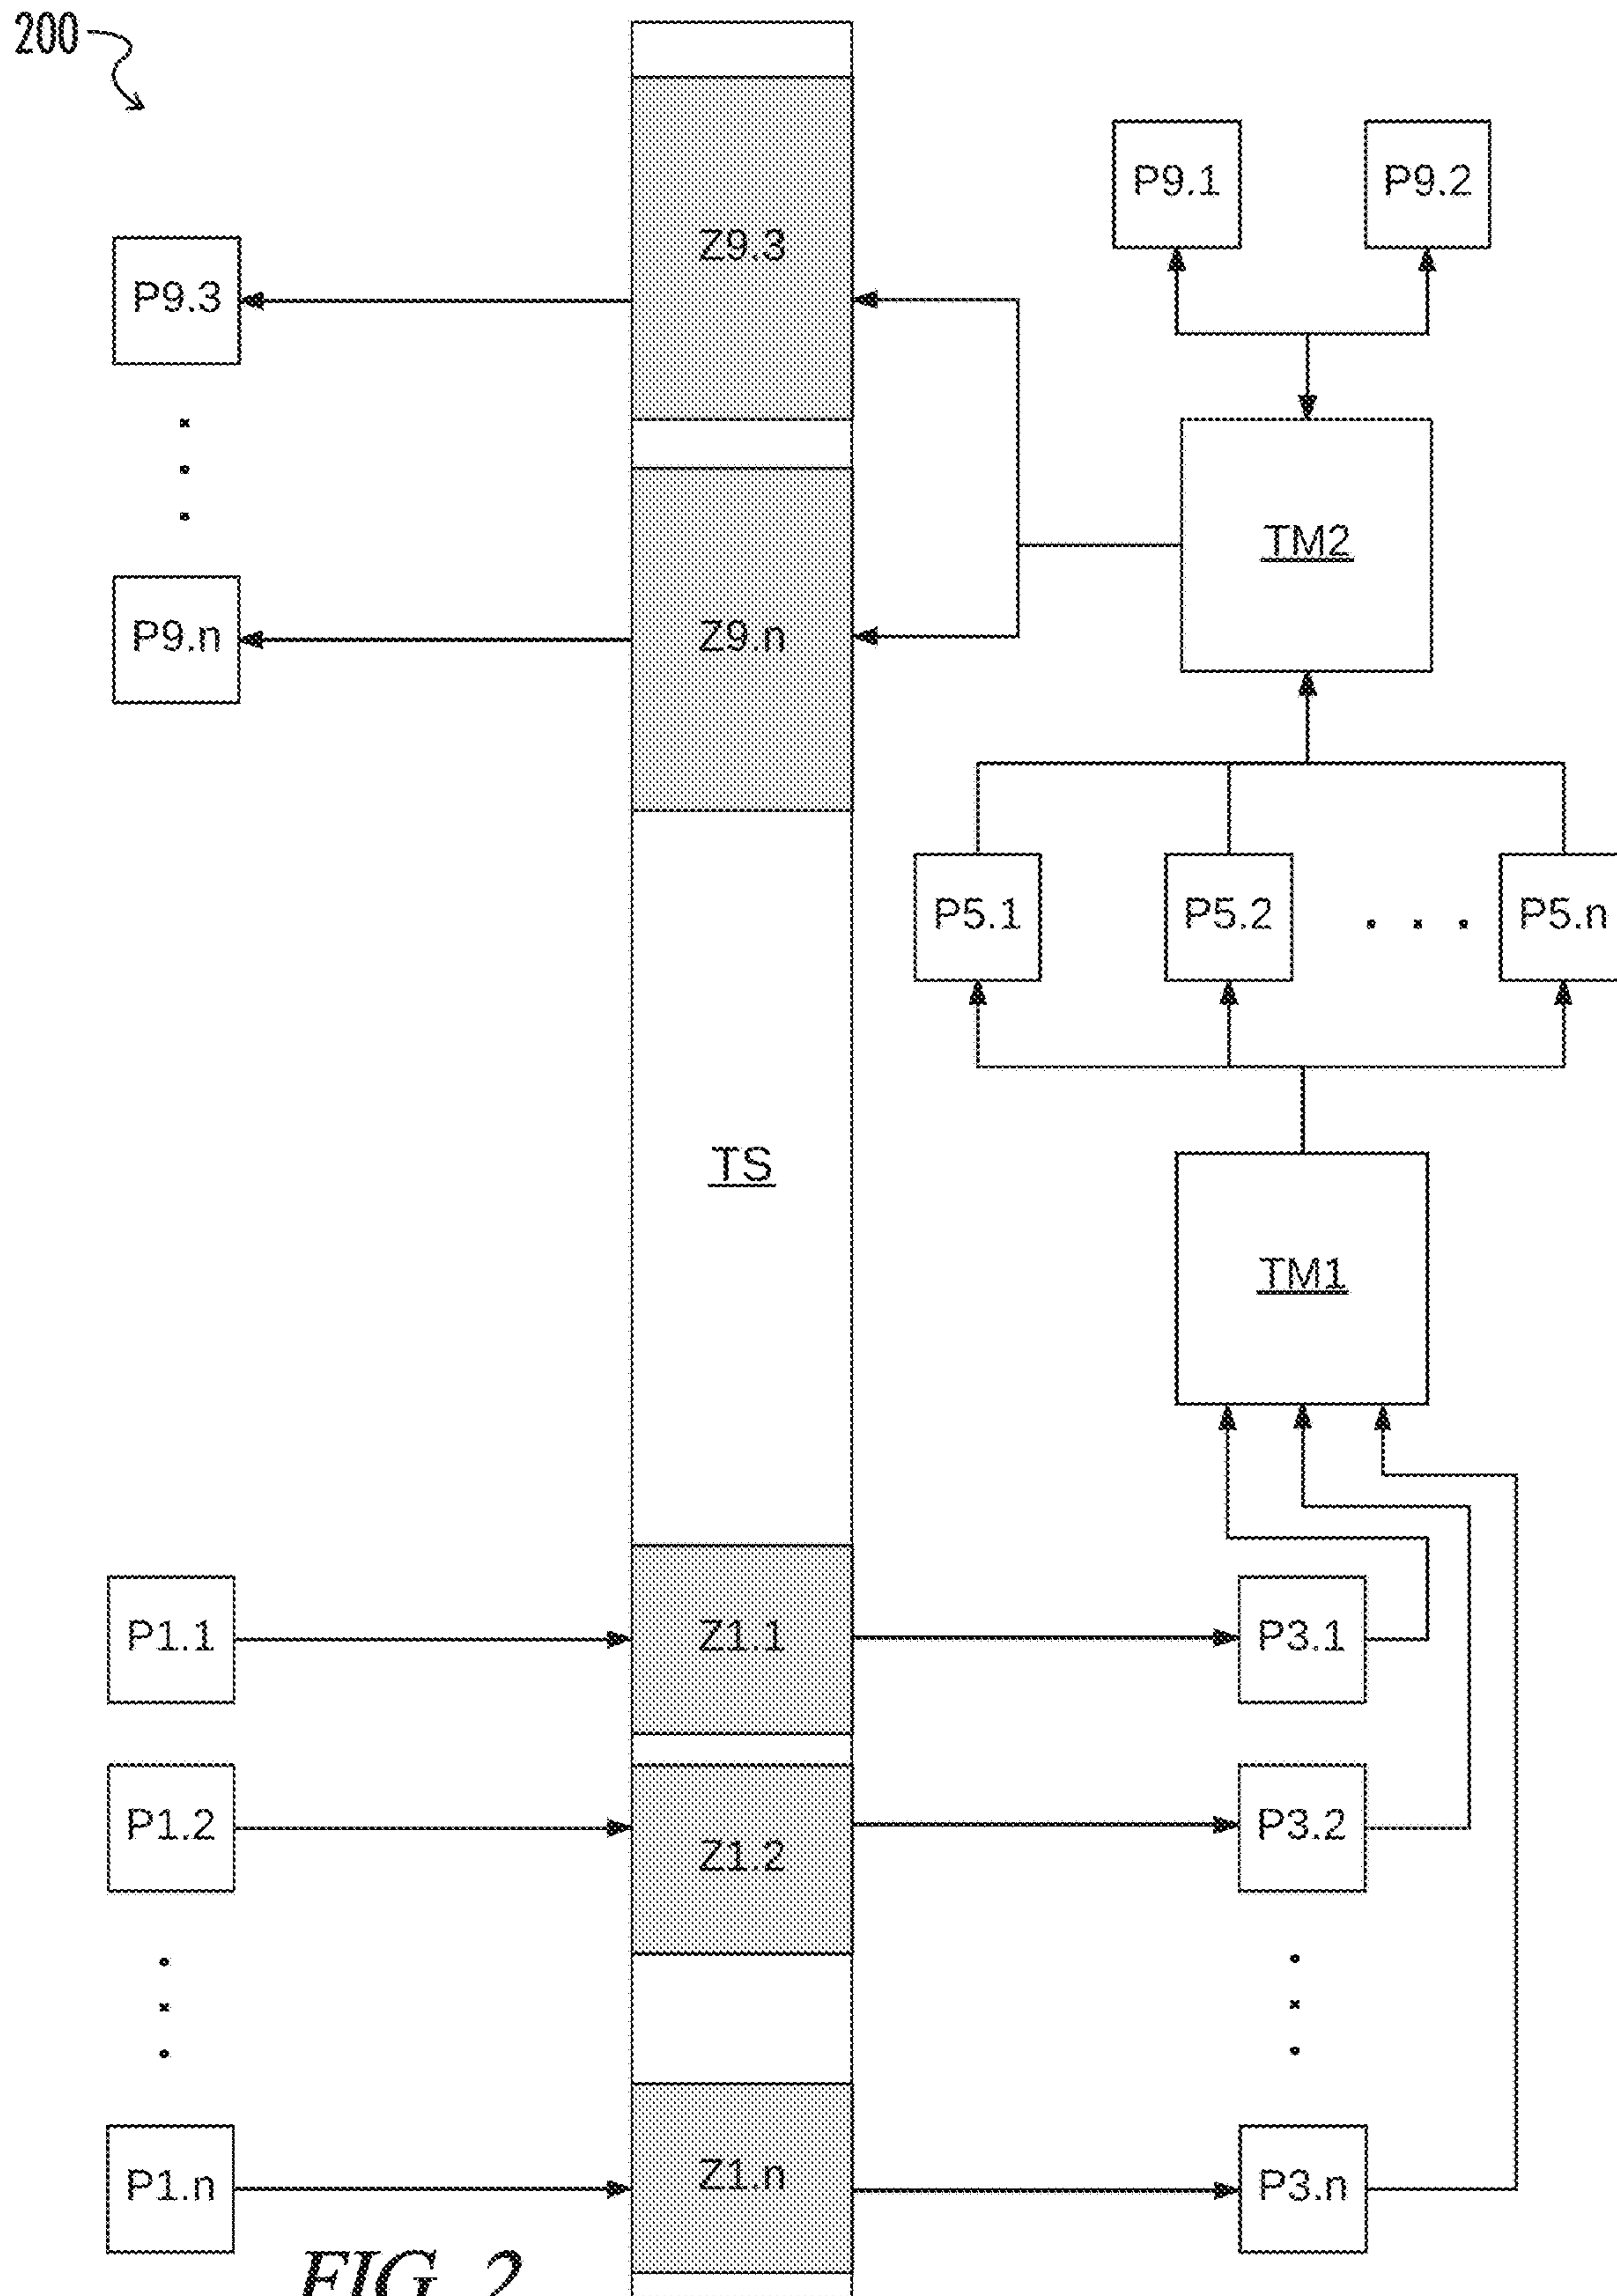 200
P9.1
P9.2
Z9.3
P9.3
TM2
Z9.n
P9.n
P5.1
P5.2
. . .
P5.n
TS
TM1
P1.1
Z1.1
P3.1
P1.2
Z1.2
P3.2
P1.n
Z1.n
P3.n
FIG. 2